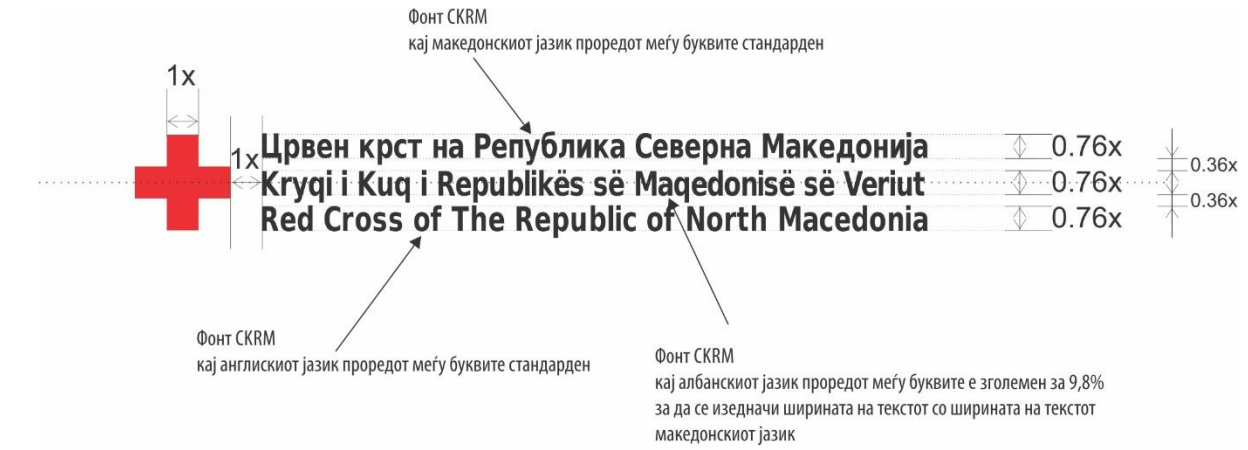 Фонт CKRM
кај македонскиот јазик проредот меѓу буквите стандарден
1x
1x
Црвен крст на Република Северна Македонија
0.76x
0.36x
Kryqi i Kuq i Republikës së Maqedonisë së Veriut
0.76x
0.36x
Red Cross of The Republic of North Macedonia
0.76x
Фонт CKRM
кај англискиот јазик проредот меѓу буквите стандарден
Фонт CKRM
кај албанскиот јазик проредот меѓу буквите е зголемен за 9,8%
за да се изедначи ширината на текстот со ширината на текстот
македонскиот јазик